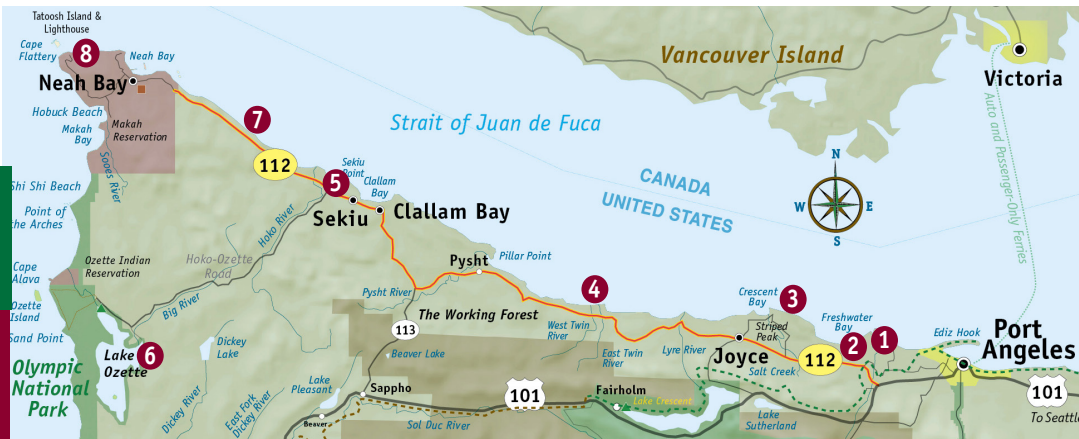 Tatoosh Island &
Lighthouse
Cape
Flattery
8
Neah Bay
Neah Bay
Hobuck Beach
Makah
Bay
Makah
Reservation
Sooes River
Shi Shi Beach
Point of
the Arches
Cape
Alava
Ozette Indian
Reservation
Ozette
Island
Sand Point
Olympic
National
Park
Lake
Ozette
6
7
112
Strait of Juan de Fuca
Vancouver Island
Victoria
Auto and Passenger-Only Ferries
CANADA
UNITED STATES
N
W
E
S
5
Sekiu
Point
Clallam
Bay
Sekiu
Clallam Bay
Hoko River
Hoko-Ozette
Road
Big River
Dickey
Lake
Dickey River
East Fork
Dickey River
Pysht
Pillar Point
Pysht River
The Working Forest
113
Beaver Lake
Lake
Pleasant
Sappho
Beaver
Sol Duc River
101
4
West Twin
River
East Twin
River
Lyre River
Fairholm
Lake Crescent
Crescent
Bay
3
Striped
Peak
Joyce
Salt Creek
112
Freshwater
Bay
2
1
Lake
Sutherland
Ediz Hook
Port
Angeles
101
To Seattle